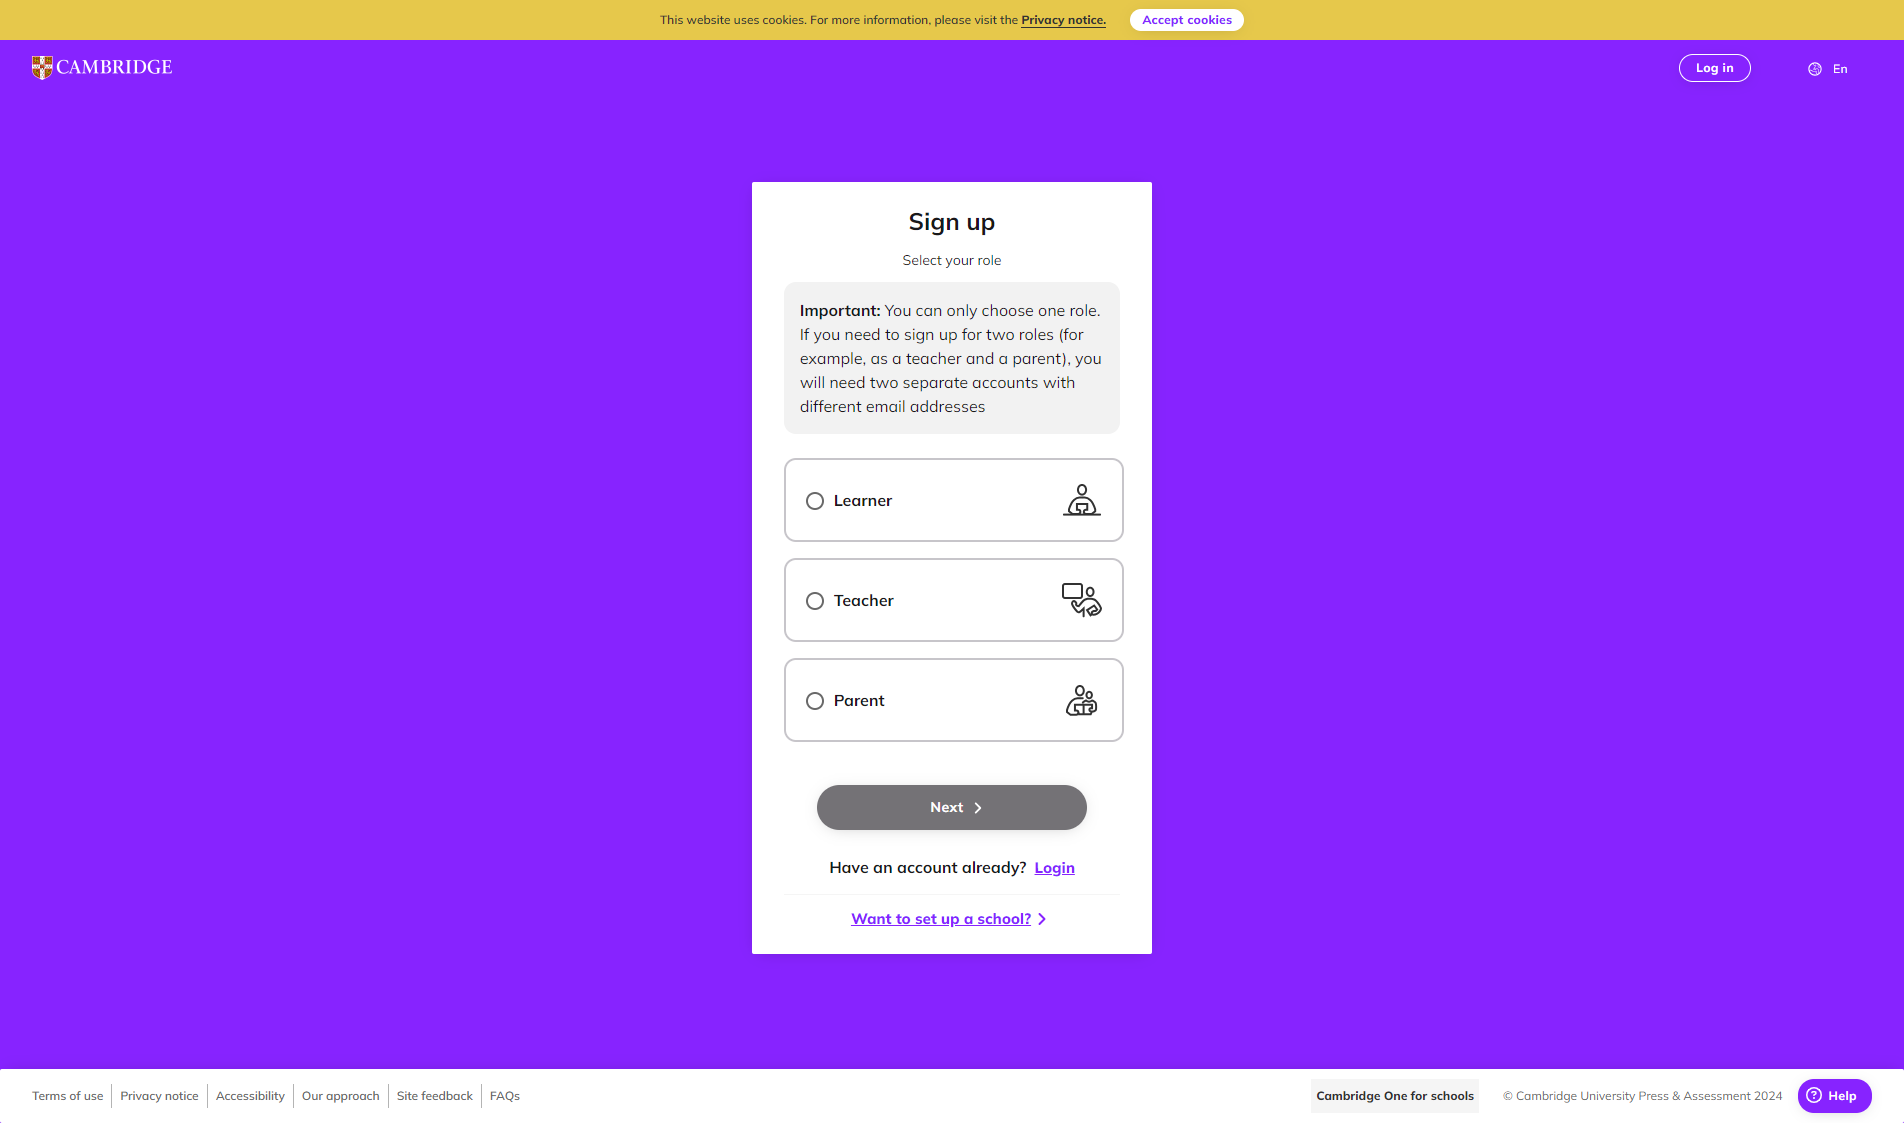 This website uses cookies. For more information, please visit the Privacy notice. Accept cookies
CAMBRIDGE
Log in
En
Sign up
Select your role
Important: You can only choose one role.
If you need to sign up for two roles (for
example, as a teacher and a parent), you
will need two separate accounts with
different email addresses
Learner
Teacher
Parent
Next
Have an account already? Login
Want to set up a school?
Terms of use
Privacy notice
Accessibility
Our approach
Site feedback
FAQs
Cambridge One for schools
© Cambridge University Press & Assessment 2024
? Help